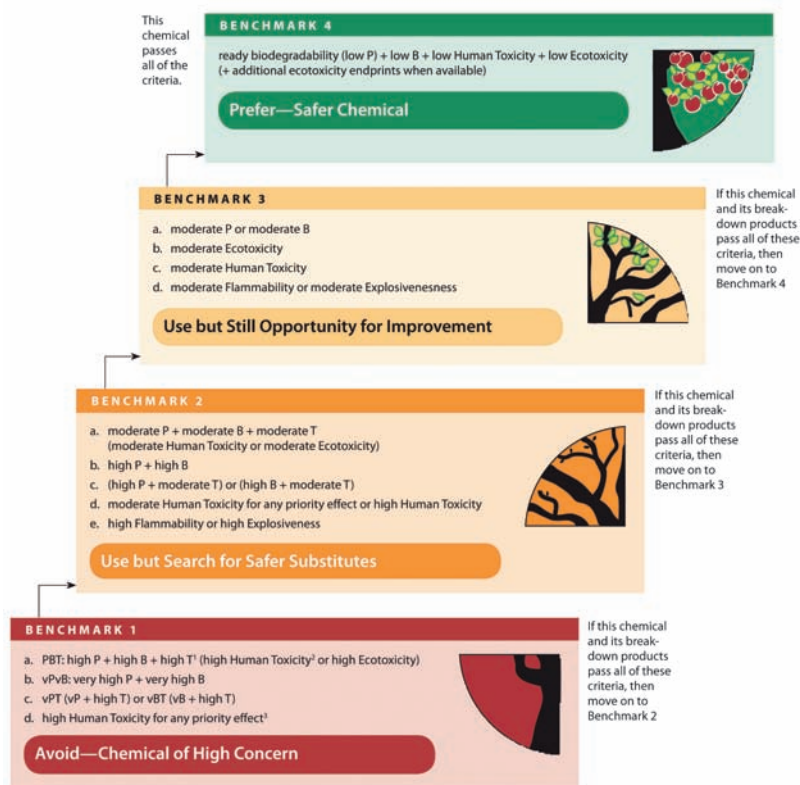 This
chemical
passes
all of the
criteria.
BENCHMARK 4
ready biodegradability (low P) + low B + low Human Toxicity + low Ecotoxicity
(+ additional ecotoxicity endprints when available)
Prefer—Safer Chemical
BENCHMARK 3
a. moderate P or moderate B
b. moderate Ecotoxicity
c. moderate Human Toxicity
d. moderate Flammability or moderate Explosivenesness
Use but Still Opportunity for Improvement
If this chemical
and its break-
down products
pass all of these
criteria, then
move on to
Benchmark 4
BENCHMARK 2
a. moderate P + moderate B + moderate T
(moderate Human Toxicity or moderate Ecotoxicity)
b. high P + high B
c. (high P + moderate T) or (high B + moderate T)
d. moderate Human Toxicity for any priority effect or high Human Toxicity
e. high Flammability or high Explosiveness
Use but Search for Safer Substitutes
If this chemical
and its break-
down products
pass all of these
criteria, then
move on to
Benchmark 3
BENCHMARK 1
a. PBT: high P + high B + high T¹ (high Human Toxicity² or high Ecotoxicity)
b. vPvB: very high P + very high B
c. vPT (vP + high T) or vBT (vB + high T)
d. high Human Toxicity for any priority effect³
Avoid—Chemical of High Concern
If this chemical
and its break-
down products
pass all of these
criteria, then
move on to
Benchmark 2